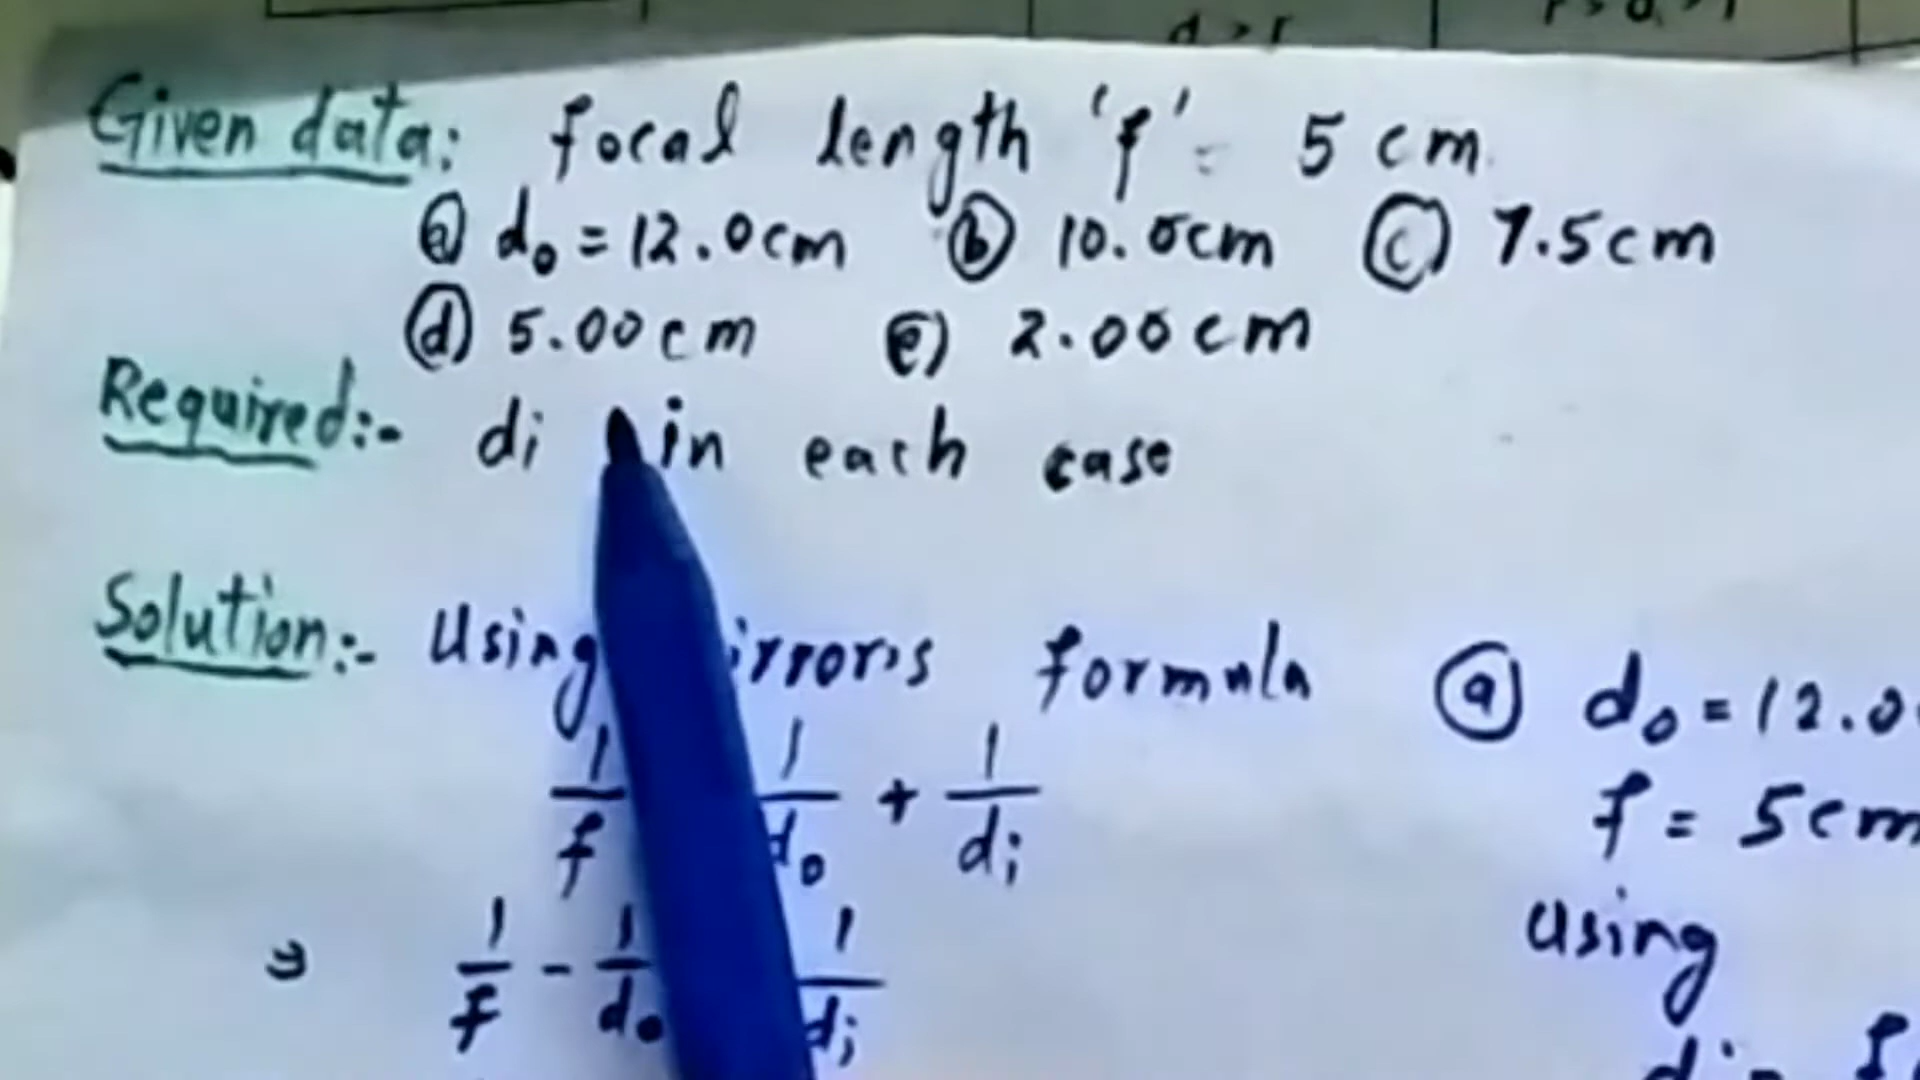 d > r
Given data: focal length 'f' = 5 cm
ⓐ d₀ = 12.0cm ⓑ 10.0cm ⓒ 7.5cm
ⓓ 5.00cm e) 2.00cm
Required:- di in each case
Solution:- Using irror's formula
1/f 1/d₀ + 1/di
⇒ 1/f - 1/d₀ 1/di
ⓐ d₀ = 12.0
f = 5cm
using